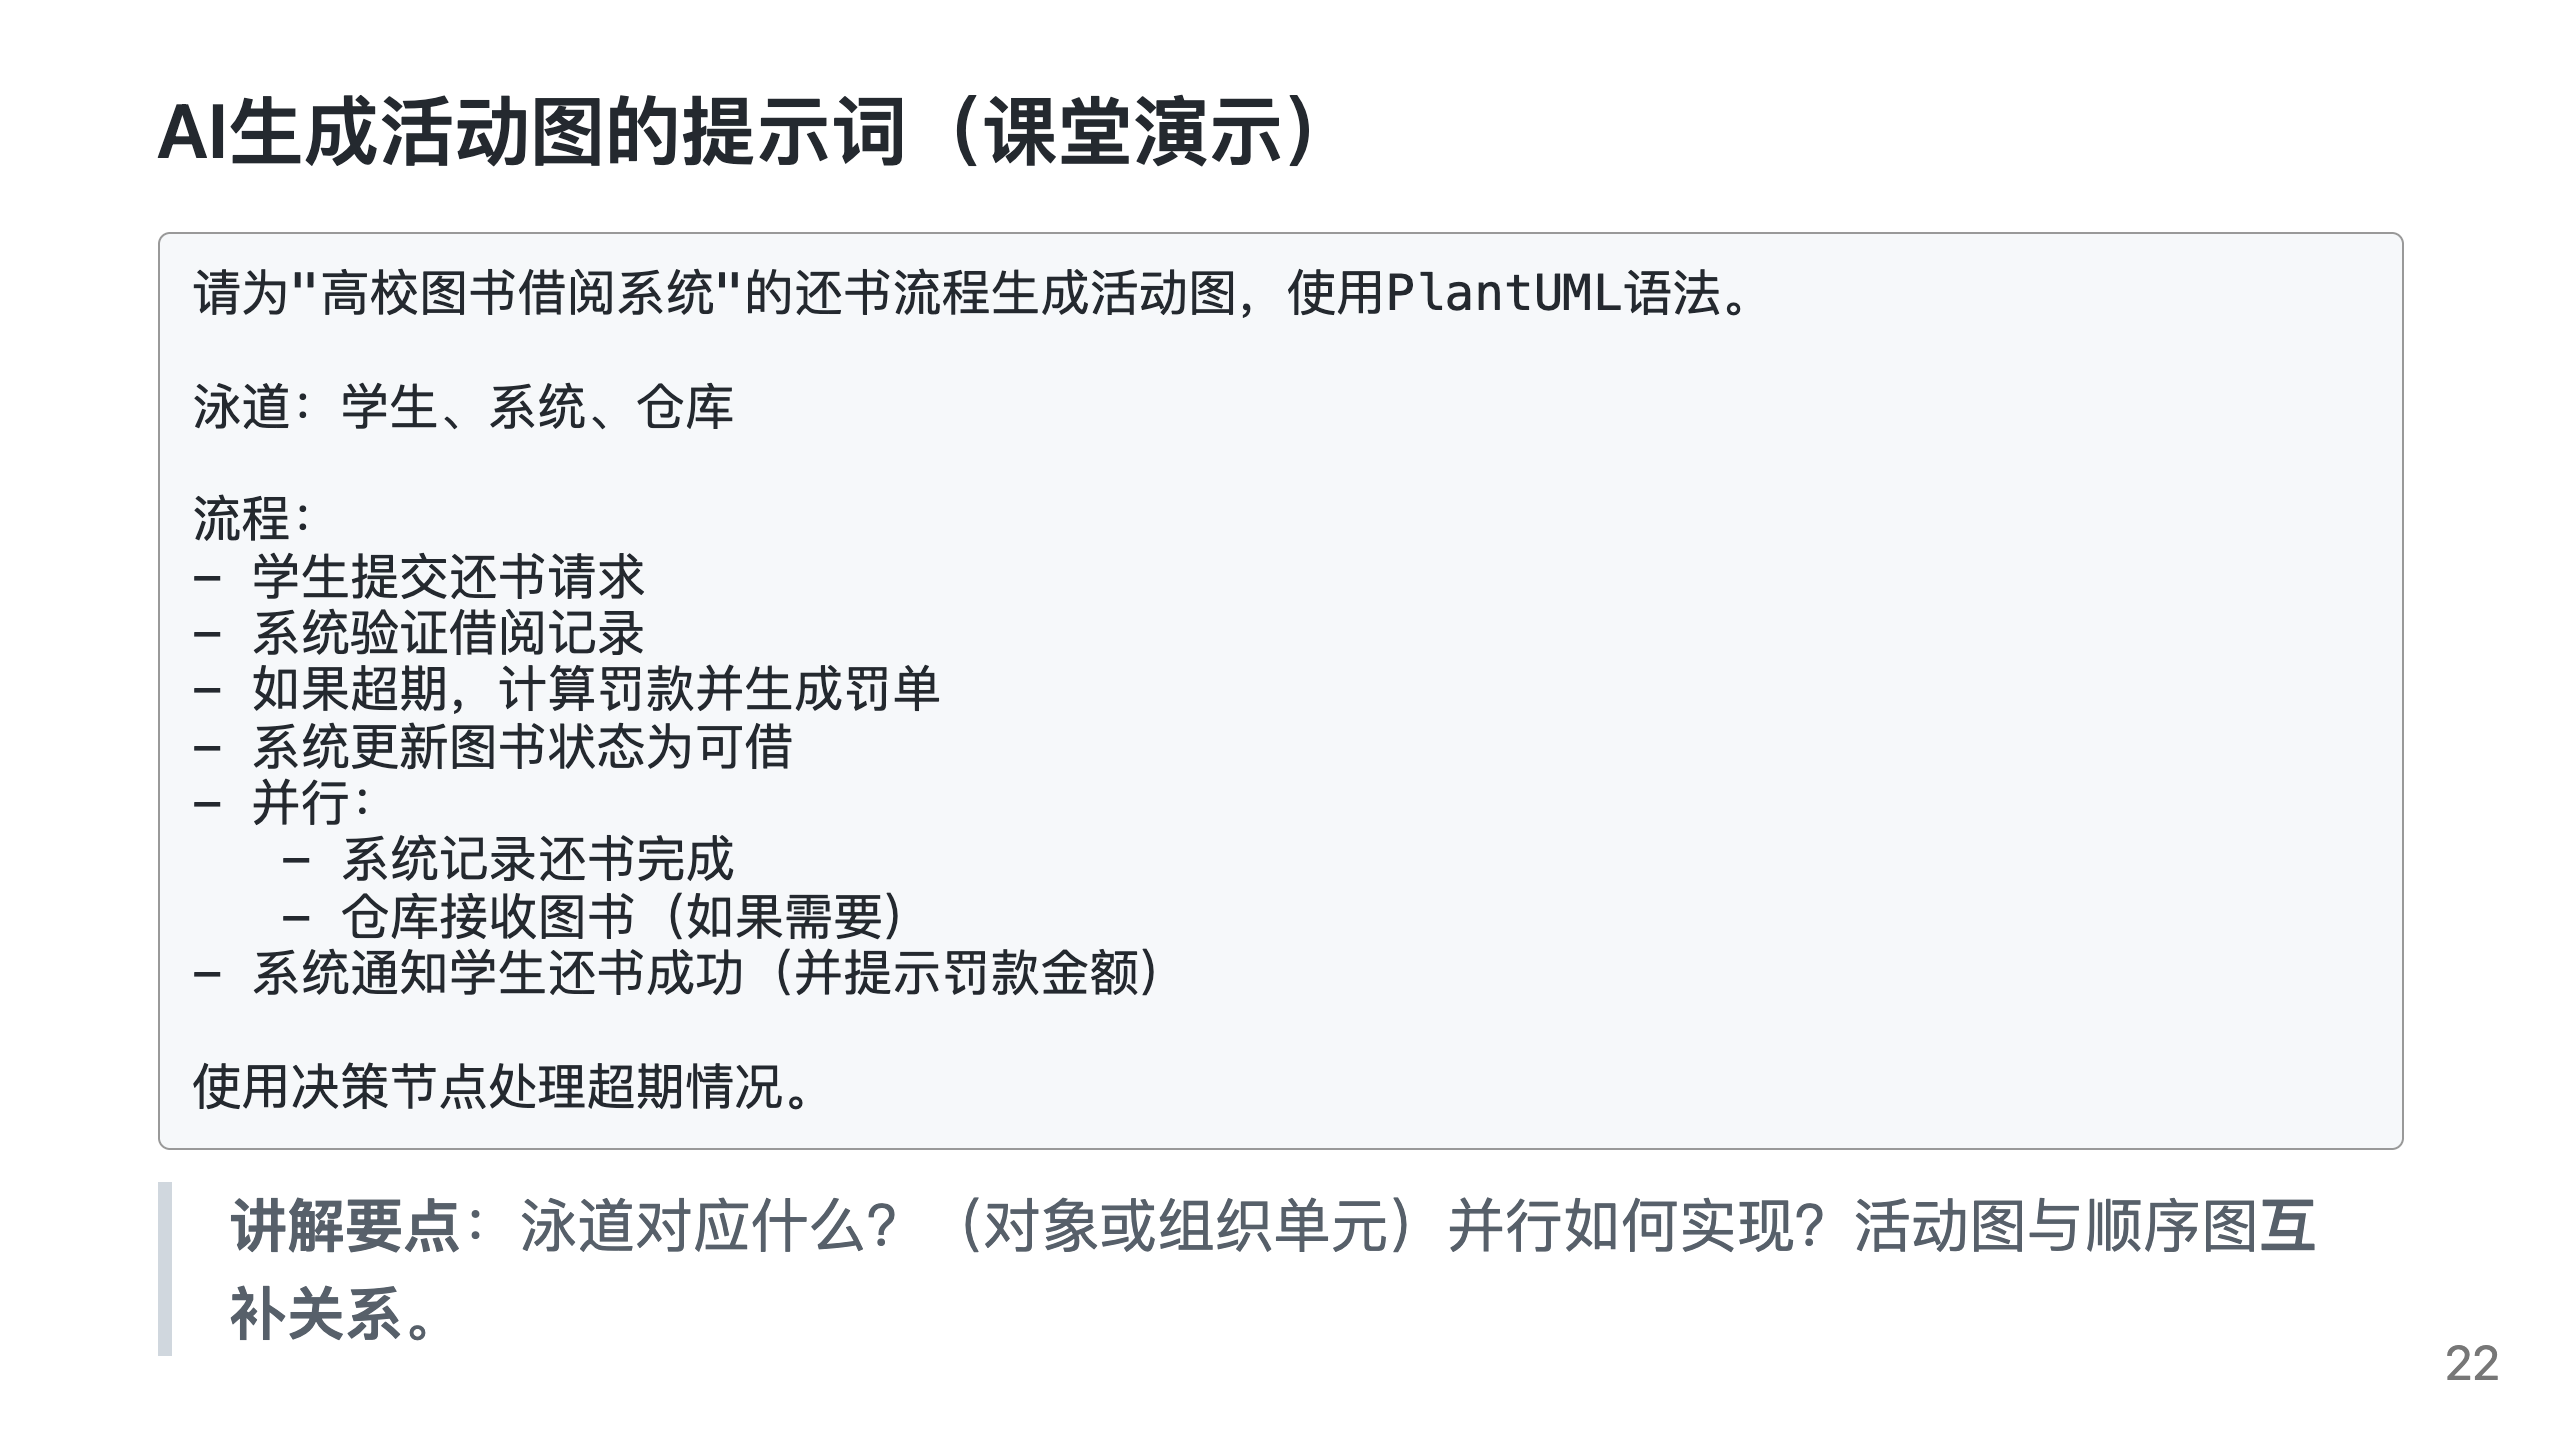 AI生成活动图的提示词（课堂演示）
请为"高校图书借阅系统"的还书流程生成活动图，使用PlantUML语法。
泳道：学生、系统、仓库
流程：
- 学生提交还书请求
- 系统验证借阅记录
- 如果超期，计算罚款并生成罚单
- 系统更新图书状态为可借
- 并行：
- 系统记录还书完成
- 仓库接收图书（如果需要）
- 系统通知学生还书成功（并提示罚款金额）
使用决策节点处理超期情况。
讲解要点：泳道对应什么？（对象或组织单元）并行如何实现？活动图与顺序图互
补关系。
22